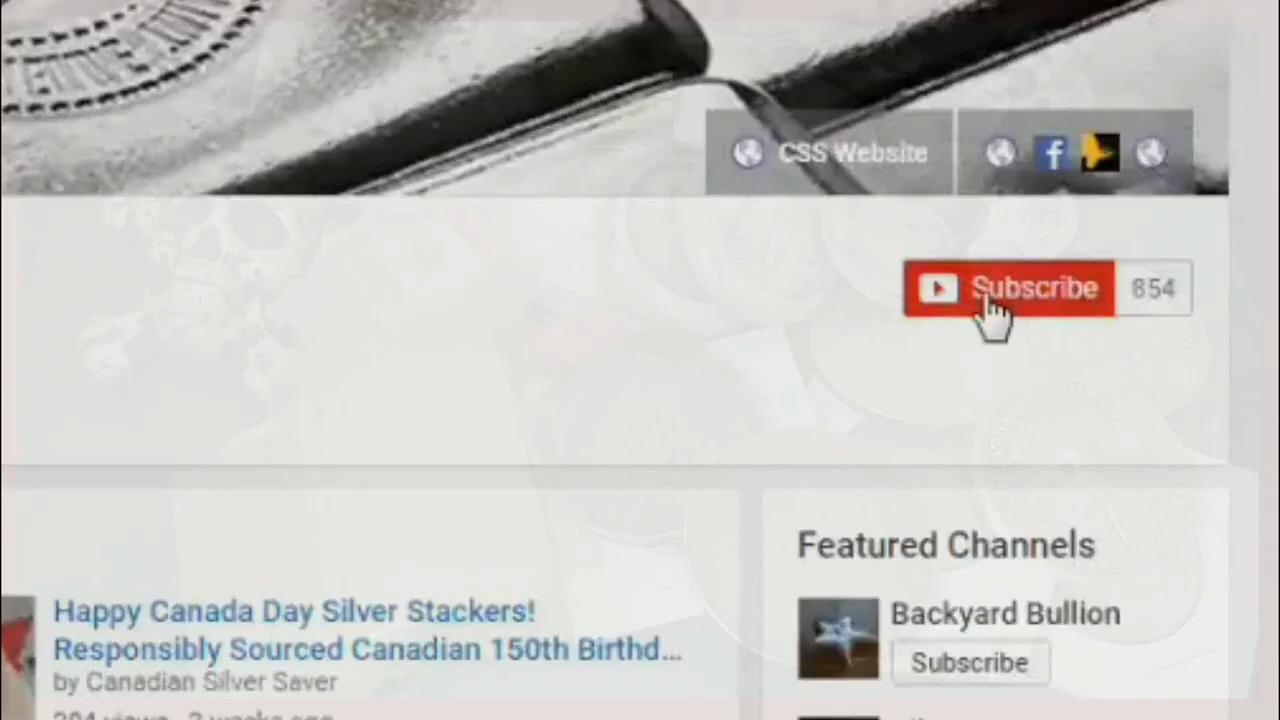 CSS Website
Subscribe 854
Featured Channels
Happy Canada Day Silver Stackers!
Responsibly Sourced Canadian 150th Birthd...
by Canadian Silver Saver
Backyard Bullion
Subscribe